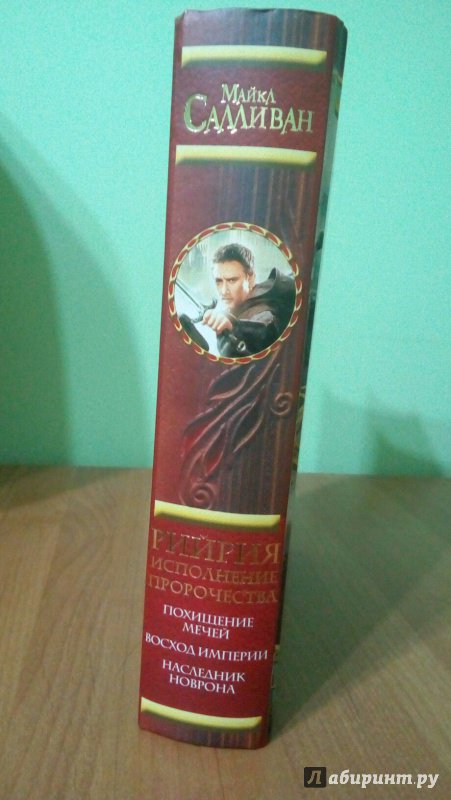 Майкл
Салливан
Рийрия
исполнение
пророчества
похищение
мечей
восход империи
наследник
новрона
Лабиринт.ру